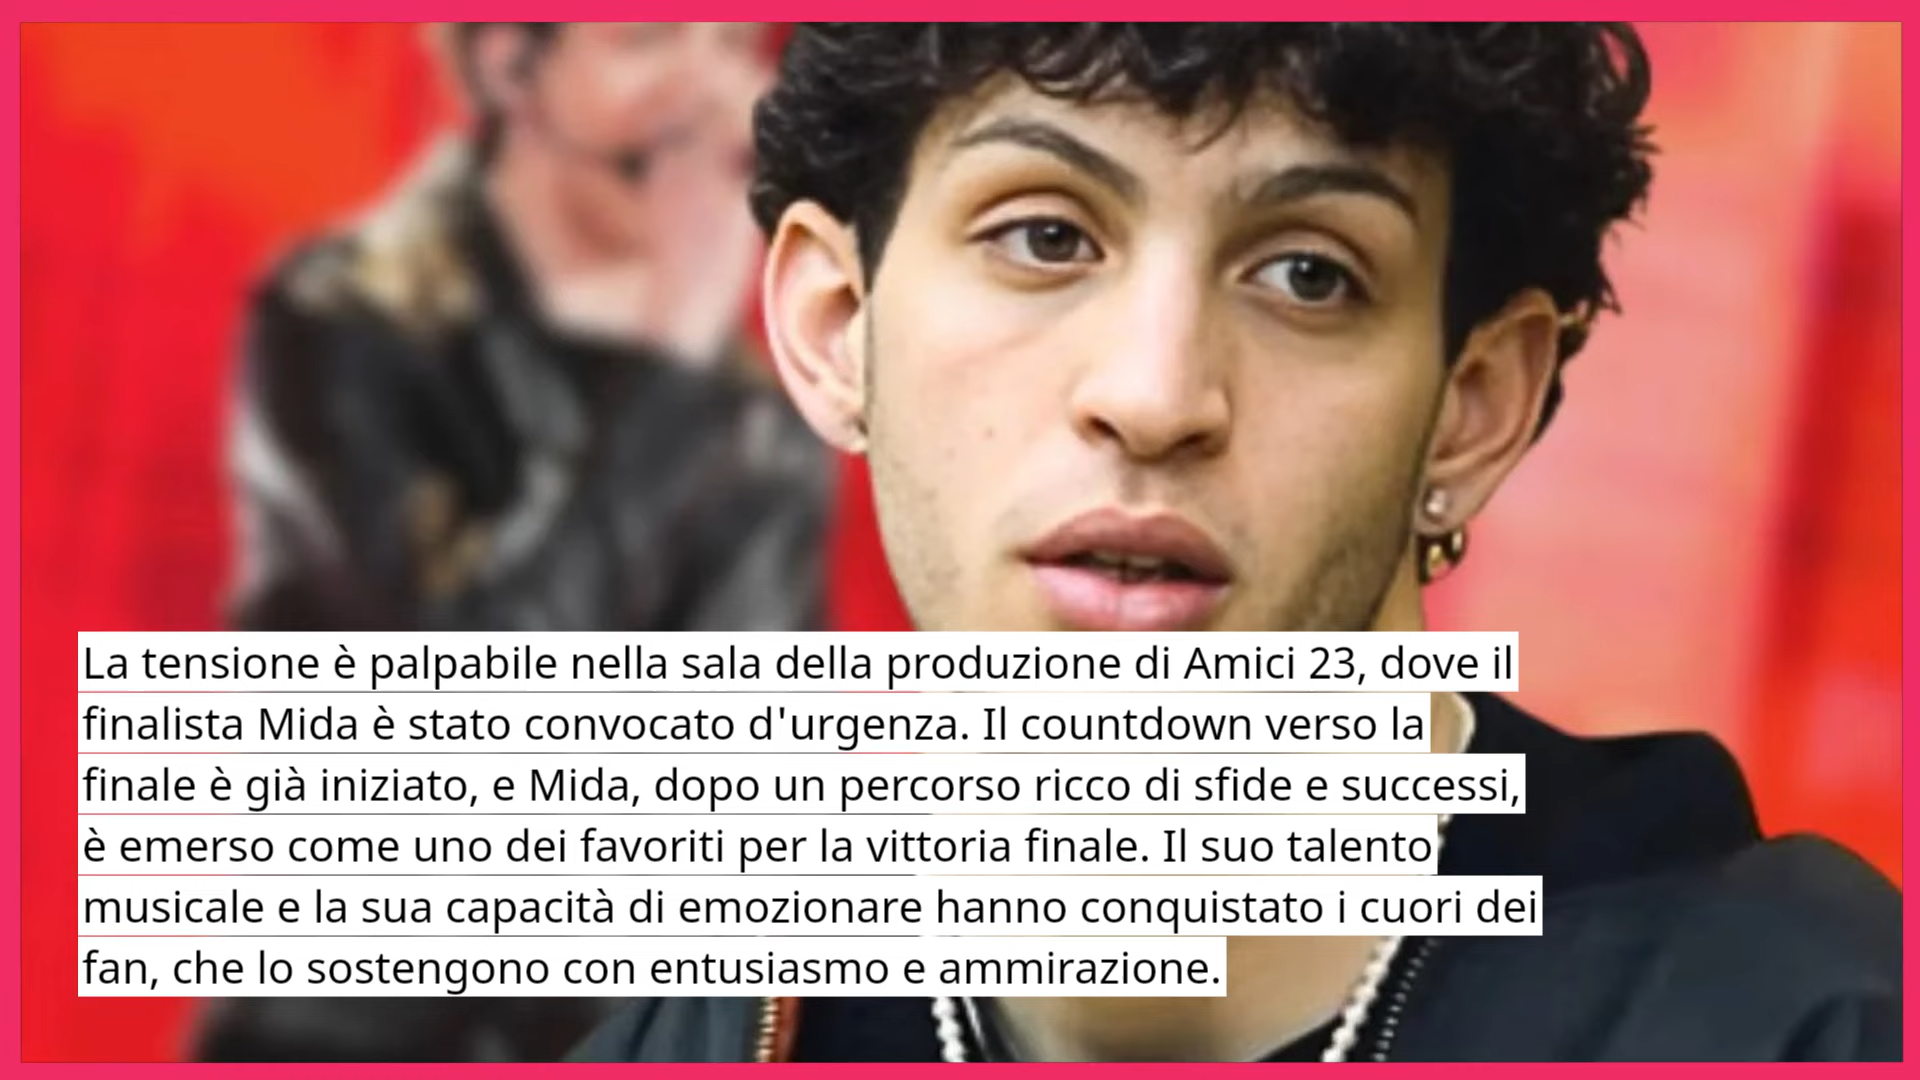 La tensione è palpabile nella sala della produzione di Amici 23, dove il
finalista Mida è stato convocato d'urgenza. Il countdown verso la
finale è già iniziato, e Mida, dopo un percorso ricco di sfide e successi,
è emerso come uno dei favoriti per la vittoria finale. Il suo talento
musicale e la sua capacità di emozionare hanno conquistato i cuori dei
fan, che lo sostengono con entusiasmo e ammirazione.